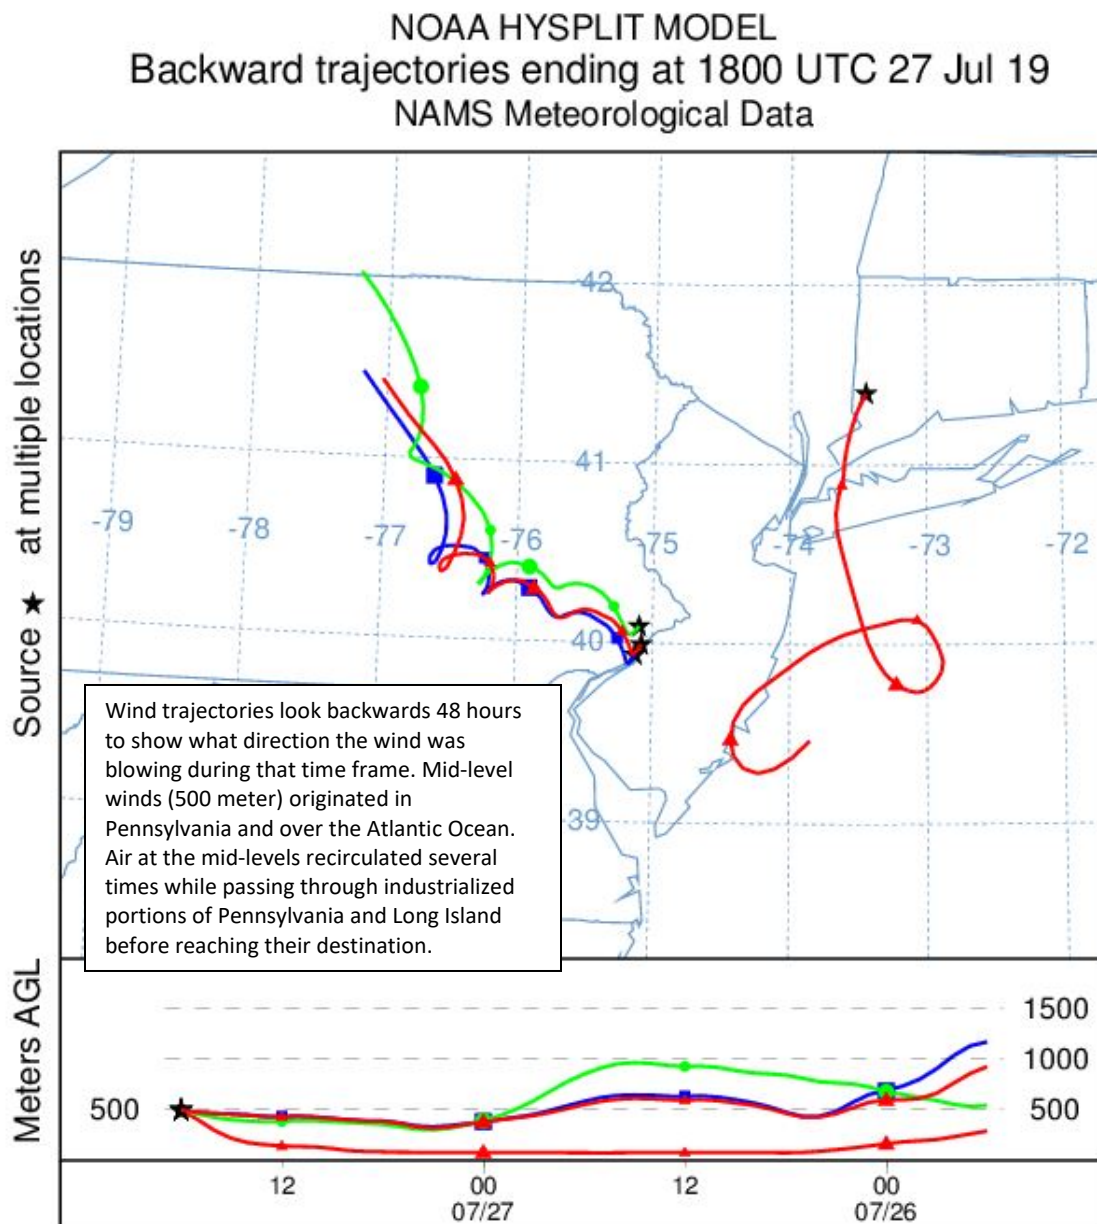 NOAA HYSPLIT MODEL
Backward trajectories ending at 1800 UTC 27 Jul 19
NAMS Meteorological Data
Source ★ at multiple locations
42
41
-79
-78
-77
-76
-75
-74
-73
-72
40
39
Wind trajectories look backwards 48 hours
to show what direction the wind was
blowing during that time frame. Mid-level
winds (500 meter) originated in
Pennsylvania and over the Atlantic Ocean.
Air at the mid-levels recirculated several
times while passing through industrialized
portions of Pennsylvania and Long Island
before reaching their destination.
Meters AGL
1500
1000
500
500
12
00
12
00
07/27
07/26